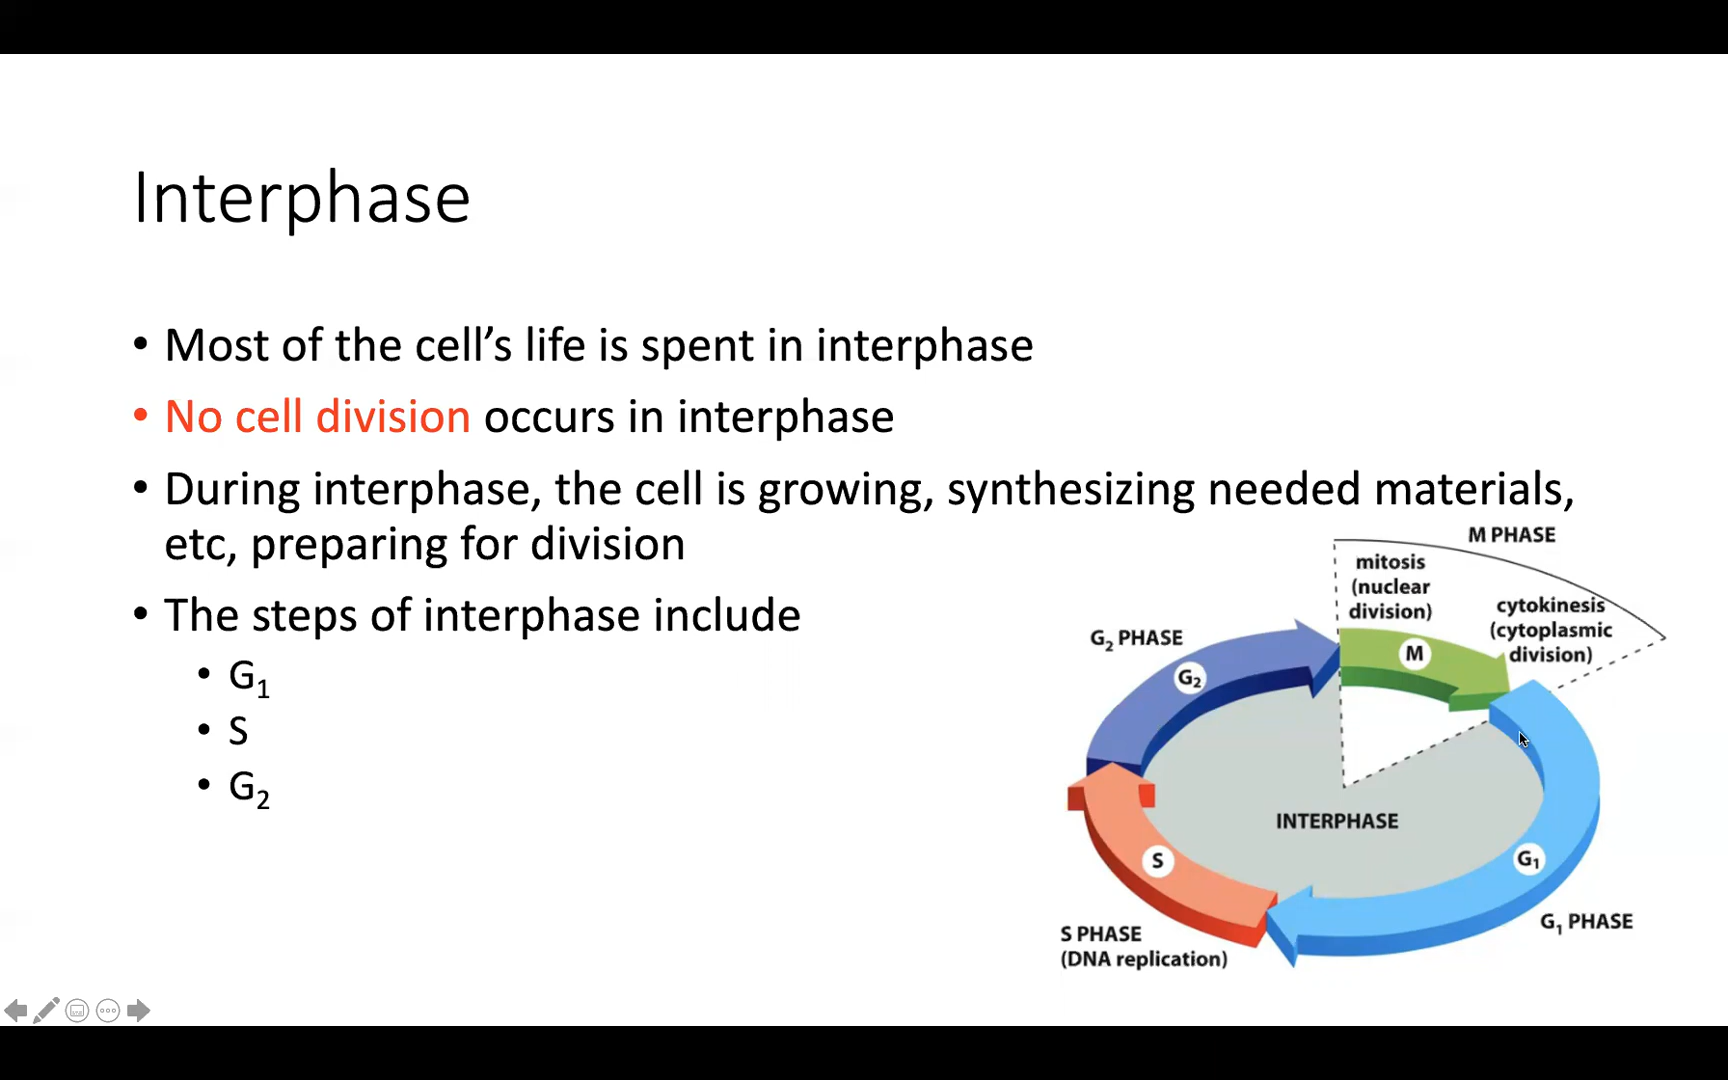 Interphase
• Most of the cell’s life is spent in interphase
• No cell division occurs in interphase
• During interphase, the cell is growing, synthesizing needed materials,
etc, preparing for division
• The steps of interphase include
• G₁
• S
• G₂
M PHASE
mitosis
(nuclear
division)
cytokinesis
(cytoplasmic
division)
G₂ PHASE
M
G₂
INTERPHASE
S
G₁
G₁ PHASE
S PHASE
(DNA replication)